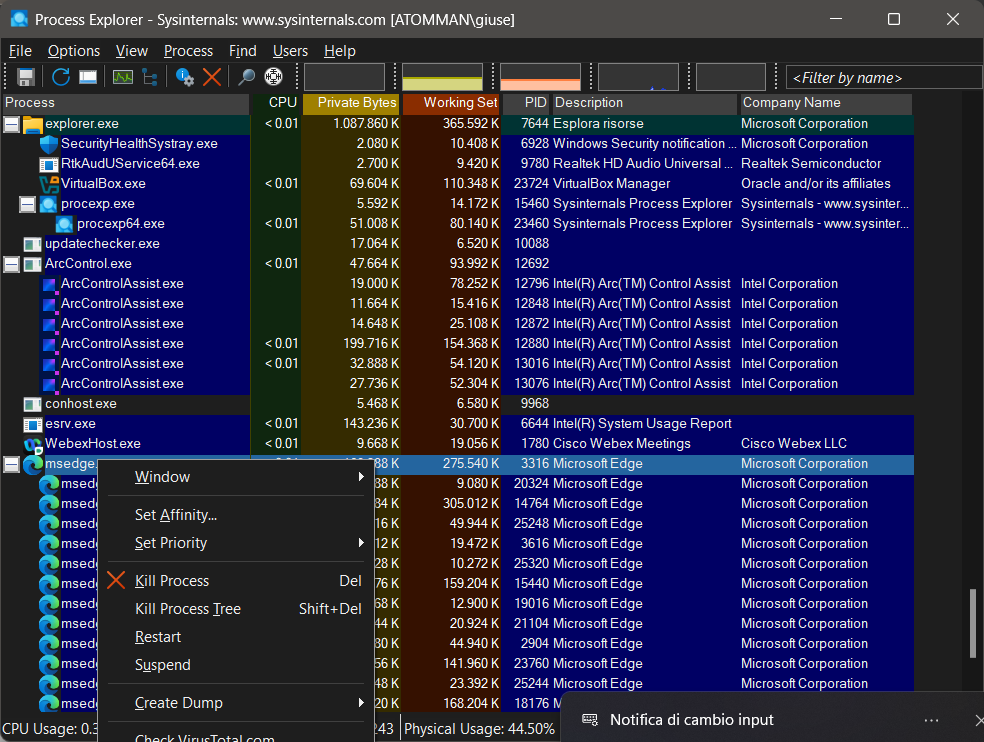 Process Explorer - Sysinternals: www.sysinternals.com [ATOMMAN\giuse]
File Options View Process Find Users Help
<Filter by name>
Process CPU Private Bytes Working Set PID Description Company Name
explorer.exe < 0.01 1.087.860 K 365.592 K 7644 Esplora risorse Microsoft Corporation
SecurityHealthSystray.exe 2.080 K 10.408 K 6928 Windows Security notification ... Microsoft Corporation
RtkAudUService64.exe 2.700 K 9.420 K 9780 Realtek HD Audio Universal ... Realtek Semiconductor
VirtualBox.exe < 0.01 69.604 K 110.348 K 23724 VirtualBox Manager Oracle and/or its affiliates
procexp.exe 5.592 K 14.172 K 15460 Sysinternals Process Explorer Sysinternals - www.sysinter...
procexp64.exe < 0.01 51.008 K 80.140 K 23460 Sysinternals Process Explorer Sysinternals - www.sysinter...
updatechecker.exe 17.064 K 6.520 K 10088
ArcControl.exe < 0.01 47.664 K 93.992 K 12692
ArcControlAssist.exe 19.000 K 78.252 K 12796 Intel(R) Arc(TM) Control Assist Intel Corporation
ArcControlAssist.exe 11.664 K 15.416 K 12848 Intel(R) Arc(TM) Control Assist Intel Corporation
ArcControlAssist.exe 14.648 K 25.108 K 12872 Intel(R) Arc(TM) Control Assist Intel Corporation
ArcControlAssist.exe < 0.01 199.716 K 154.368 K 12880 Intel(R) Arc(TM) Control Assist Intel Corporation
ArcControlAssist.exe < 0.01 32.888 K 54.120 K 13016 Intel(R) Arc(TM) Control Assist Intel Corporation
ArcControlAssist.exe 27.736 K 52.304 K 13076 Intel(R) Arc(TM) Control Assist Intel Corporation
conhost.exe 5.468 K 6.580 K 9968
esrv.exe < 0.01 143.236 K 30.700 K 6644 Intel(R) System Usage Report
WebexHost.exe < 0.01 9.668 K 19.056 K 1780 Cisco Webex Meetings Cisco Webex LLC
msedge. 275.540 K 3316 Microsoft Edge Microsoft Corporation
msed 88 K 9.080 K 20324 Microsoft Edge Microsoft Corporation
msed 84 K 305.012 K 14764 Microsoft Edge Microsoft Corporation
msed 16 K 49.944 K 25248 Microsoft Edge Microsoft Corporation
msed 12 K 19.472 K 3616 Microsoft Edge Microsoft Corporation
msed 28 K 10.272 K 25320 Microsoft Edge Microsoft Corporation
msed 76 K 159.204 K 15440 Microsoft Edge Microsoft Corporation
msed 68 K 12.900 K 19016 Microsoft Edge Microsoft Corporation
msed 44 K 20.924 K 21104 Microsoft Edge Microsoft Corporation
msed 80 K 44.940 K 2904 Microsoft Edge Microsoft Corporation
msed 56 K 141.960 K 23760 Microsoft Edge Microsoft Corporation
msed 48 K 23.392 K 25244 Microsoft Edge Microsoft Corporation
msed 20 K 168.204 K 18176
Window
Set Affinity...
Set Priority
Kill Process Del
Kill Process Tree Shift+Del
Restart
Suspend
Create Dump
Check VirusTotal.com
CPU Usage: 0.3 243 Physical Usage: 44.50%
Notifica di cambio input